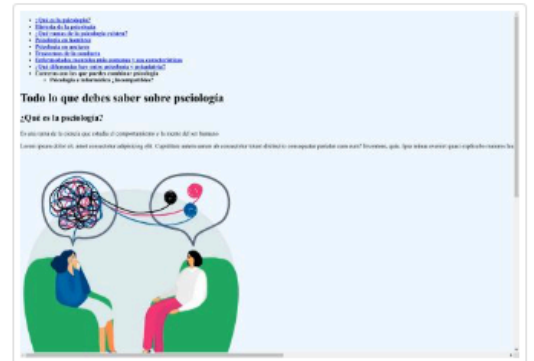 ¿Qué es la psicología?
Historia de la psicología
¿Qué ramas de la psicología existen?
Psicología en hombres
Psicología en mujeres
Trastornos de la conducta
Enfermedades mentales más comunes y sus características
¿Qué diferencias hay entre psicología y psiquiatría?
Carreras con las que puedes combinar psicología
Psicología e informática ¿Incompatibles?
Todo lo que debes saber sobre psciología
¿Qué es la psciología?
Es una rama de la ciencia que estudia el comportamiento y la mente del ser humano
Lorem ipsum dolor sit, amet consectetur adipisicing elit.